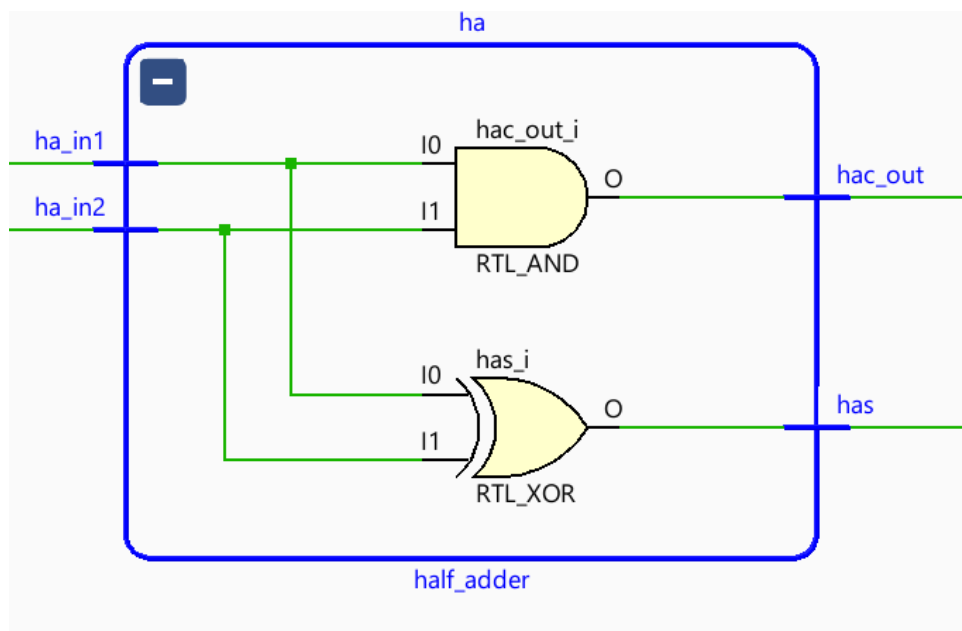 ha
ha_in1
ha_in2
I0
I1
hac_out_i
O
RTL_AND
hac_out
I0
I1
has_i
O
RTL_XOR
has
half_adder